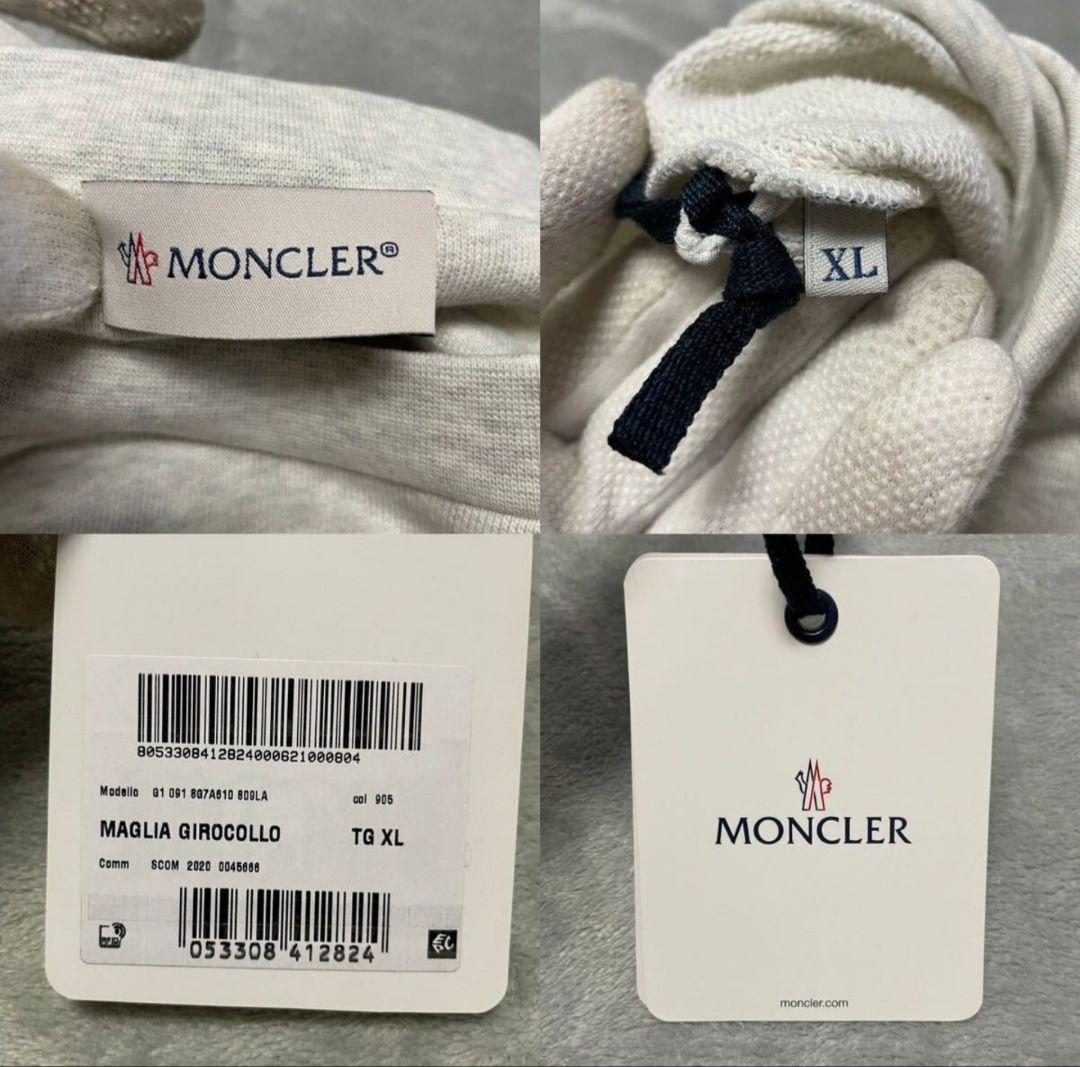 MONCLER®
XL
8053308412824000621000804
Modello G1 091 8G7A610 809LA col 905
MAGLIA GIROCOLLO TG XL
Comm SCOM 2020 0045666
RFID
053308 412824
MONCLER
moncler.com